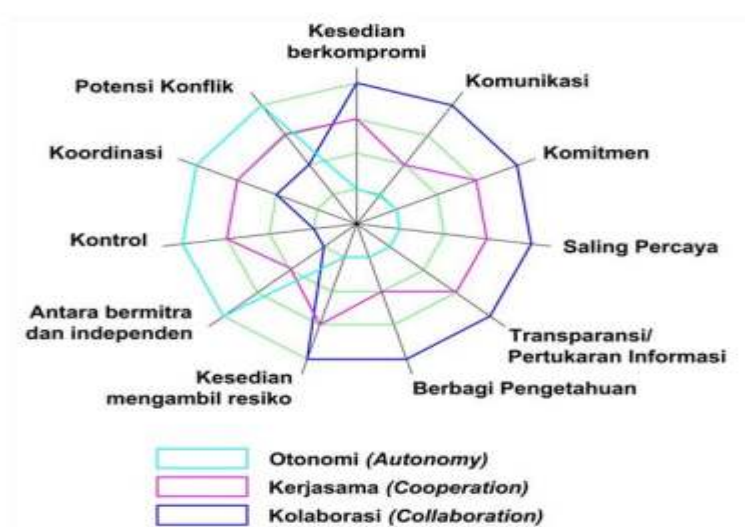 Kesedian
berkompromi
Potensi Konflik
Komunikasi
Koordinasi
Komitmen
Kontrol
Saling Percaya
Antara bermitra
dan independen
Transparansi/
Pertukaran Informasi
Kesedian
mengambil resiko
Berbagi Pengetahuan
Otonomi (Autonomy)
Kerjasama (Cooperation)
Kolaborasi (Collaboration)